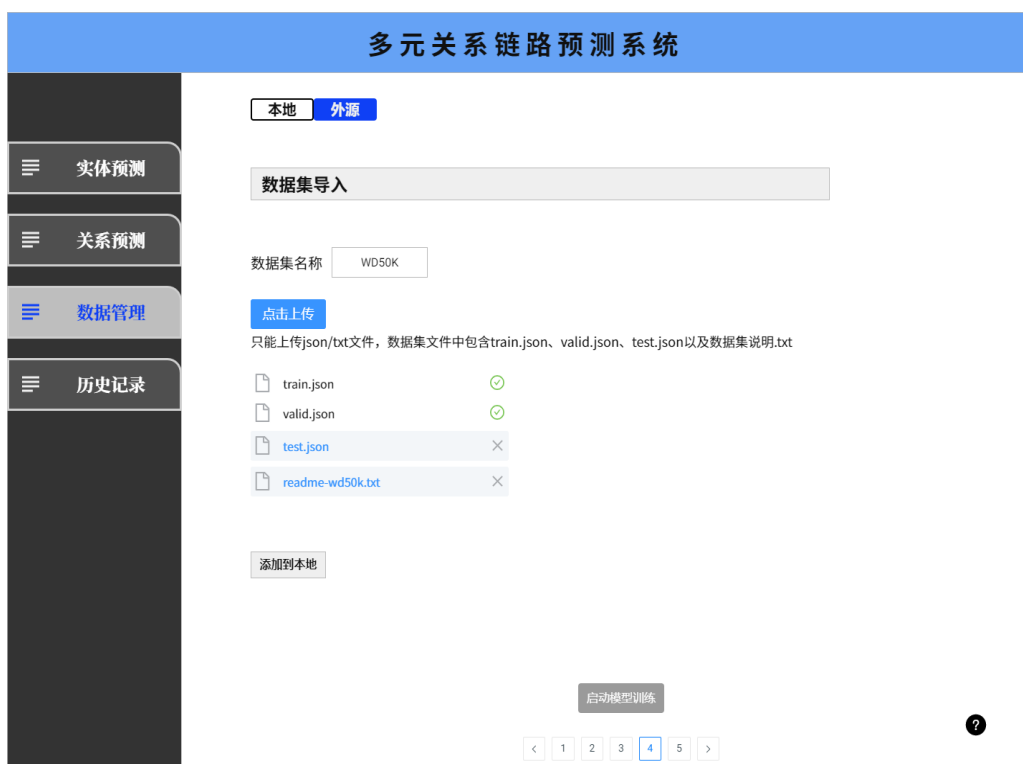 多元关系链路预测系统
实体预测
关系预测
数据管理
历史记录
本地 外源
数据集导入
数据集名称 WD50K
点击上传
只能上传json/txt文件，数据集文件中包含train.json、valid.json、test.json以及数据集说明.txt
train.json
valid.json
test.json
readme-wd50k.txt
添加到本地
启动模型训练
?
< 1 2 3 4 5 >